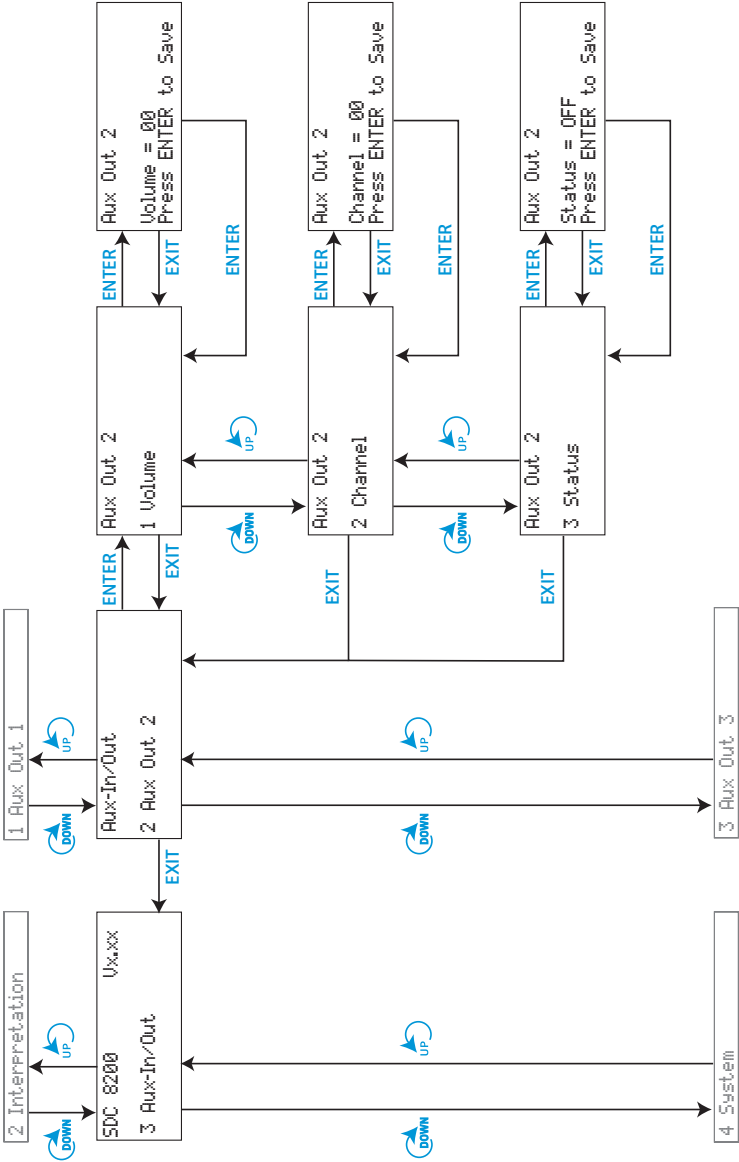 2 Interpretation
DOWN
UP
SDC 8200 Vx.xx
3 Aux-In/Out
DOWN
UP
4 System
EXIT
1 Aux Out 1
DOWN
UP
Aux-In/Out
2 Aux Out 2
DOWN
UP
3 Aux Out 3
ENTER
EXIT
EXIT
EXIT
Aux Out 2
1 Volume
DOWN
UP
Aux Out 2
2 Channel
DOWN
UP
Aux Out 2
3 Status
ENTER
EXIT
ENTER
ENTER
EXIT
ENTER
ENTER
EXIT
ENTER
Aux Out 2
Volume = 00
Press ENTER to Save
Aux Out 2
Channel = 00
Press ENTER to Save
Aux Out 2
Status = OFF
Press ENTER to Save